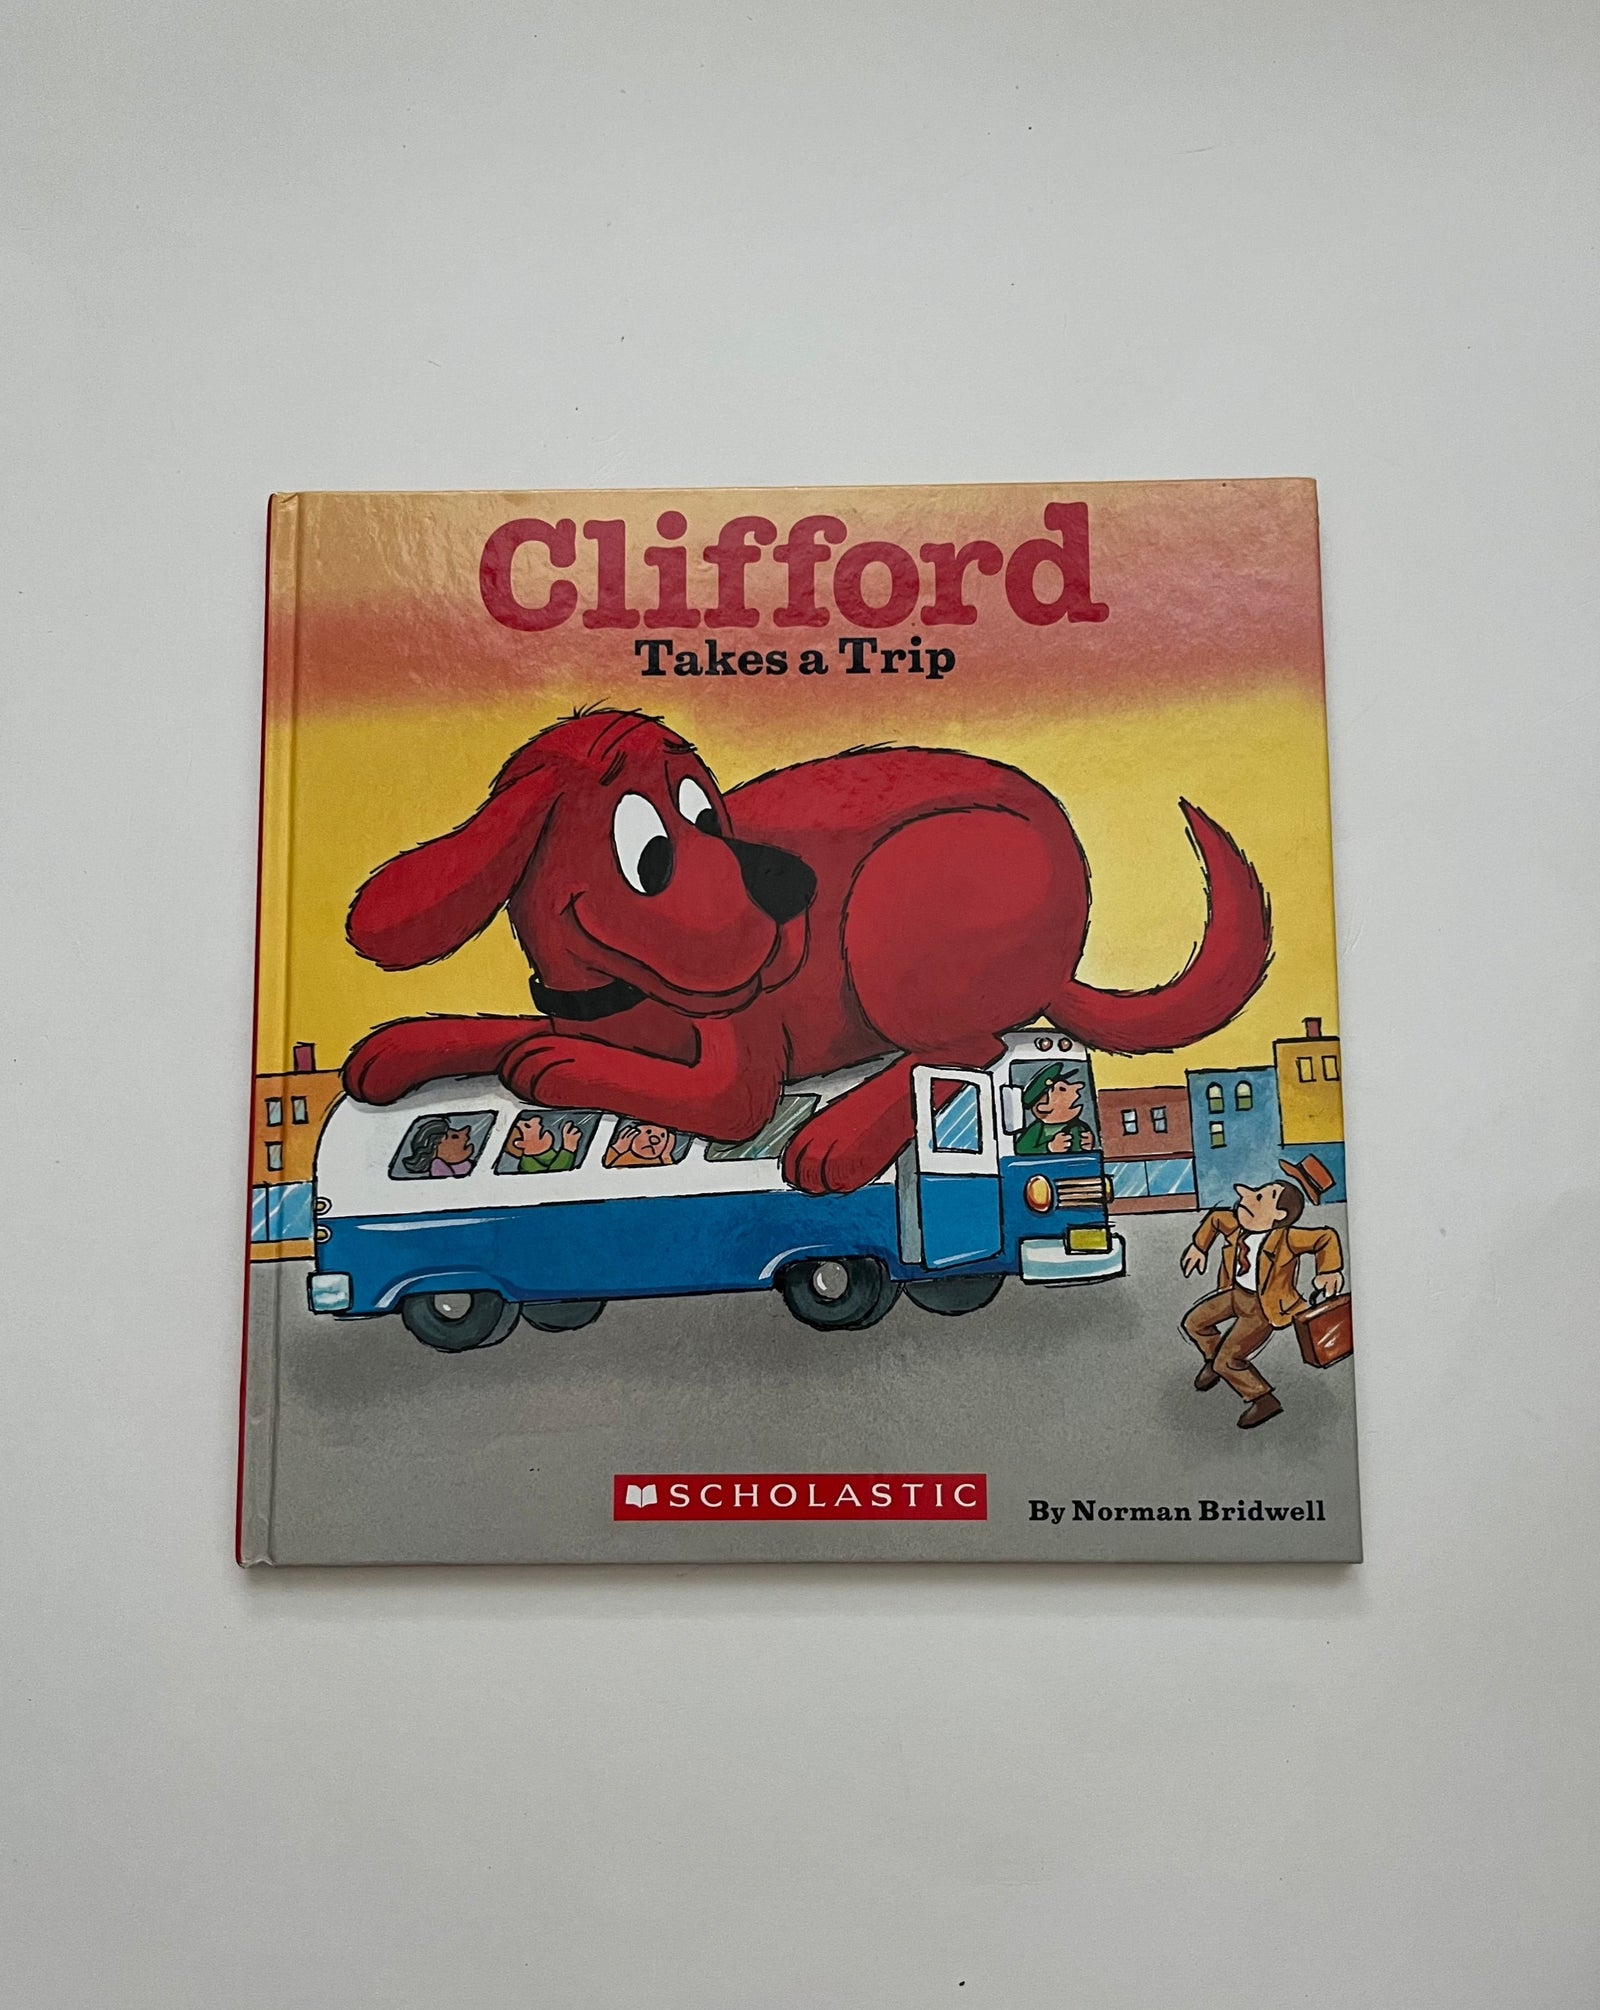 Clifford
Takes a Trip
SCHOLASTIC
By Norman Bridwell